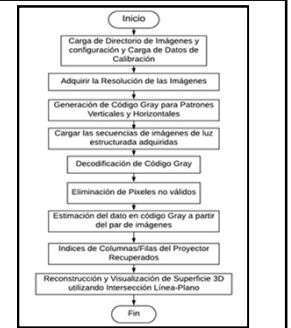 Inicio
Carga de Directorio de Imágenes y
configuración y Carga de Datos de
Calibración
Adquirir la Resolución de las Imágenes
Generación de Código Gray para Patrones
Verticales y Horizontales
Cargar las secuencias de imágenes de luz
estructurada adquiridas
Decodificación de Código Gray
Eliminación de Pixeles no válidos
Estimación del dato en código Gray a partir
del par de imágenes
Indices de Columnas/Filas del Proyector
Recuperados
Reconstrucción y Visualización de Superficie 3D
utilizando Intersección Línea-Plano
Fin